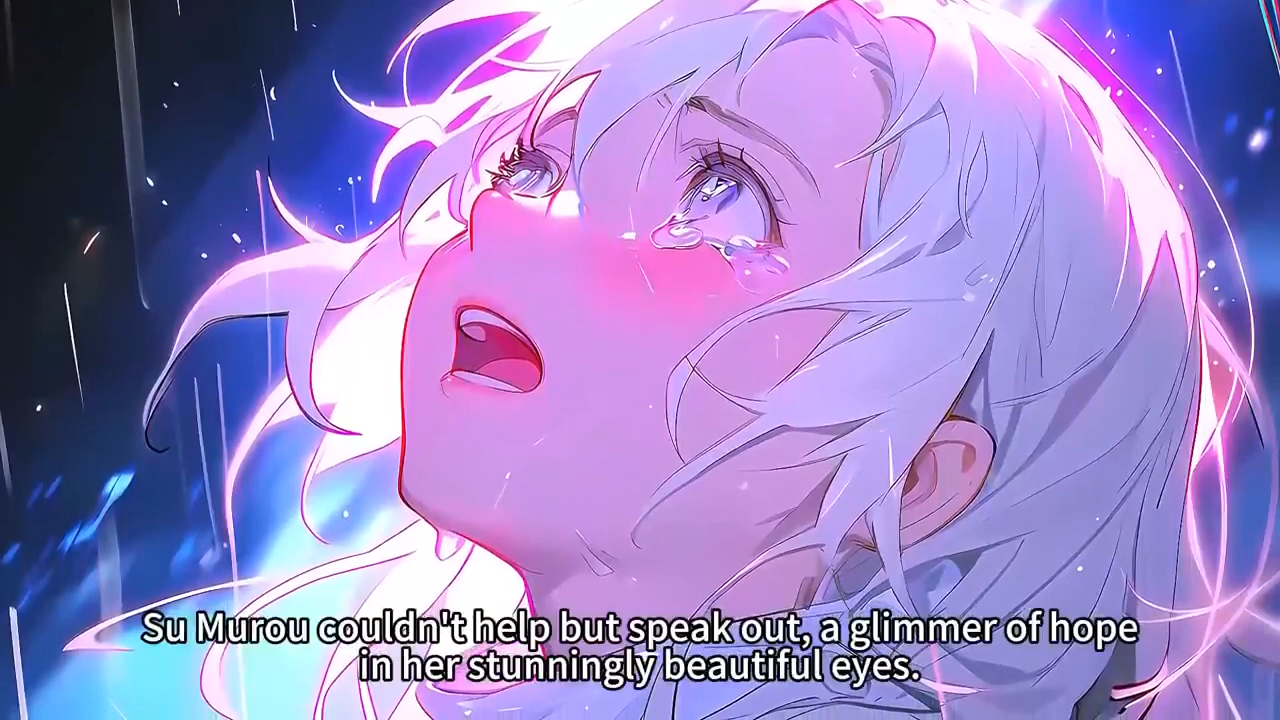 Su Murou couldn't help but speak out, a glimmer of hope
in her stunningly beautiful eyes.